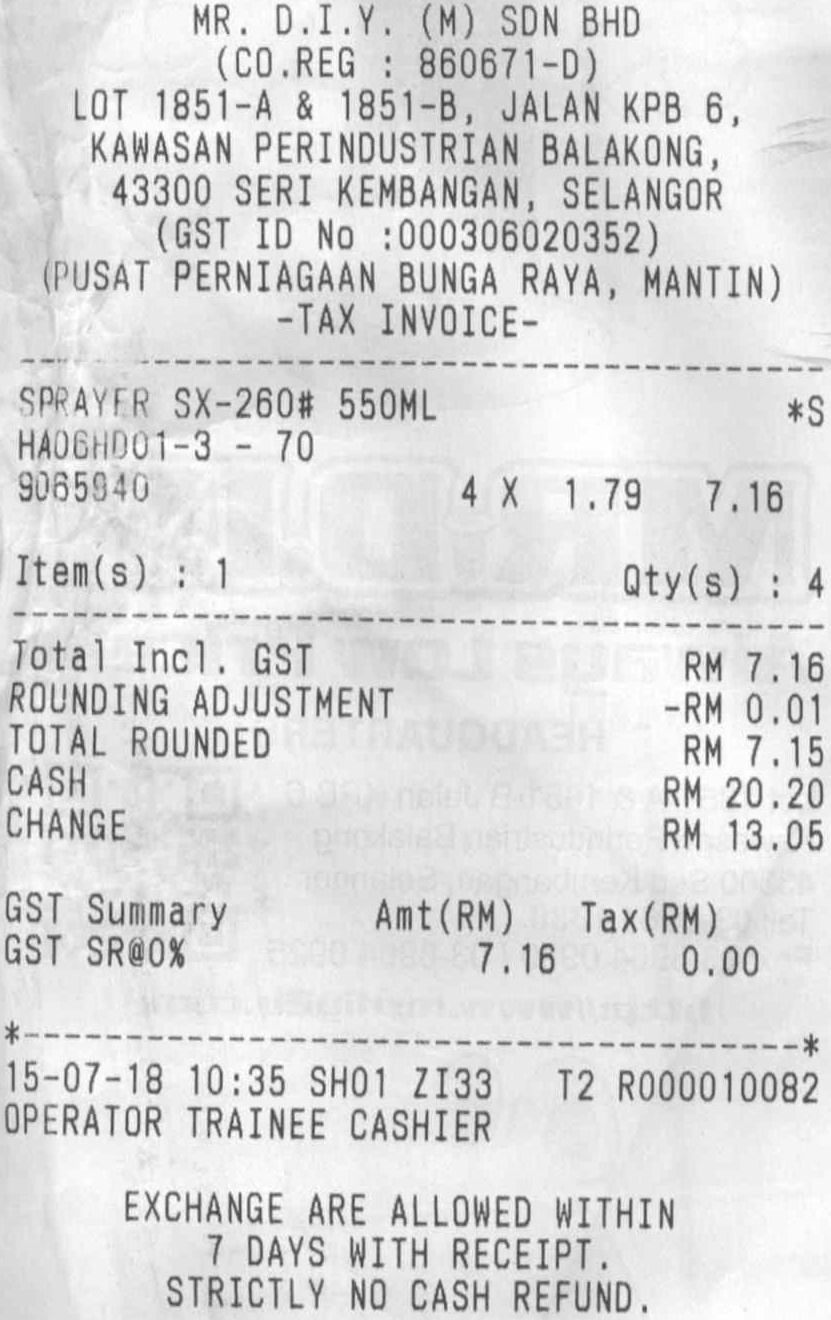 MR. D.I.Y. (M) SDN BHD
(CO.REG : 860671-D)
LOT 1851-A & 1851-B, JALAN KPB 6,
KAWASAN PERINDUSTRIAN BALAKONG,
43300 SERI KEMBANGAN, SELANGOR
(GST ID No :000306020352)
(PUSAT PERNIAGAAN BUNGA RAYA, MANTIN)
-TAX INVOICE-
SPRAYER SX-260# 550ML *S
HA06HD01-3 - 70
9065940 4 X 1.79 7.16
Item(s) : 1 Qty(s) : 4
Total Incl. GST RM 7.16
ROUNDING ADJUSTMENT -RM 0.01
TOTAL ROUNDED RM 7.15
CASH RM 20.20
CHANGE RM 13.05
GST Summary Amt(RM) Tax(RM)
GST SR@0% 7.16 0.00
*--------------------------------------*
15-07-18 10:35 SH01 ZI33 T2 R000010082
OPERATOR TRAINEE CASHIER
EXCHANGE ARE ALLOWED WITHIN
7 DAYS WITH RECEIPT.
STRICTLY NO CASH REFUND.